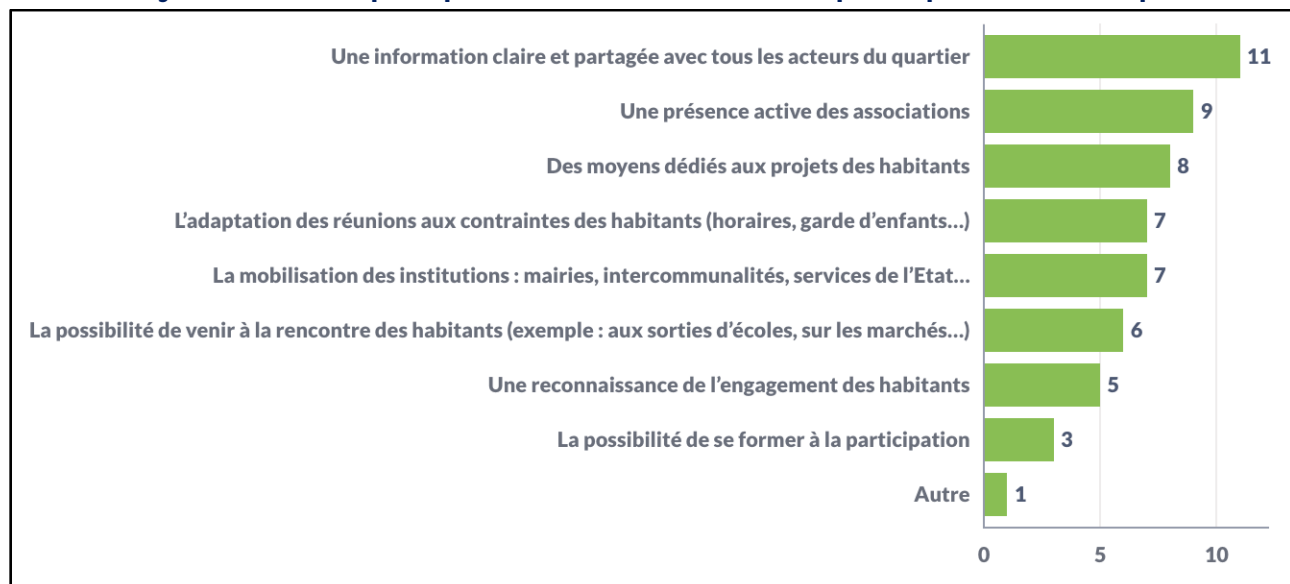 Une information claire et partagée avec tous les acteurs du quartier 11
Une présence active des associations 9
Des moyens dédiés aux projets des habitants 8
L’adaptation des réunions aux contraintes des habitants (horaires, garde d’enfants…) 7
La mobilisation des institutions : mairies, intercommunalités, services de l’Etat… 7
La possibilité de venir à la rencontre des habitants (exemple : aux sorties d’écoles, sur les marchés…) 6
Une reconnaissance de l’engagement des habitants 5
La possibilité de se former à la participation 3
Autre 1
0 5 10